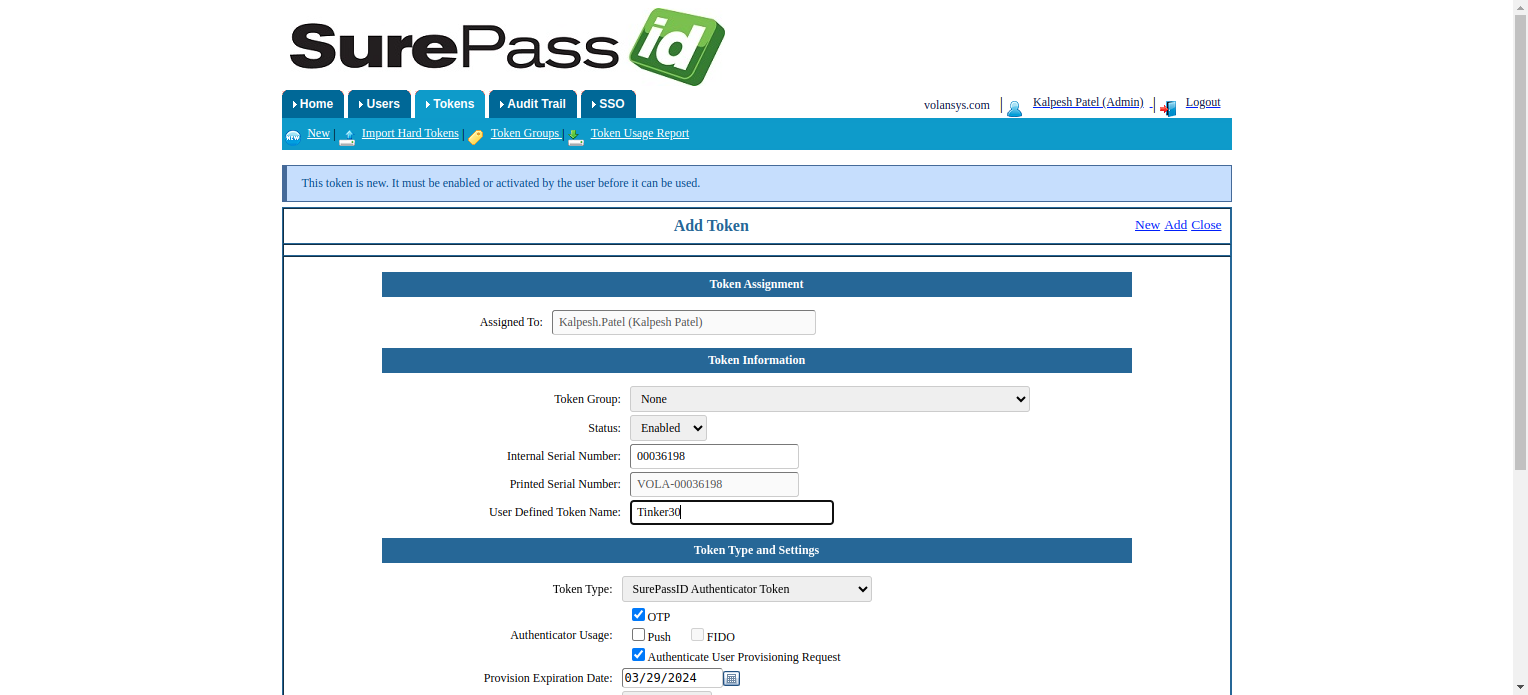 SurePassid
Home Users Tokens Audit Trail SSO
volansys.com | Kalpesh Patel (Admin) - | Logout
New | Import Hard Tokens | Token Groups | Token Usage Report
This token is new. It must be enabled or activated by the user before it can be used.
Add Token New Add Close
Token Assignment
Assigned To: Kalpesh.Patel (Kalpesh Patel)
Token Information
Token Group: None
Status: Enabled
Internal Serial Number: 00036198
Printed Serial Number: VOLA-00036198
User Defined Token Name: Tinker30
Token Type and Settings
Token Type: SurePassID Authenticator Token
OTP
Authenticator Usage: Push FIDO
Authenticate User Provisioning Request
Provision Expiration Date: 03/29/2024